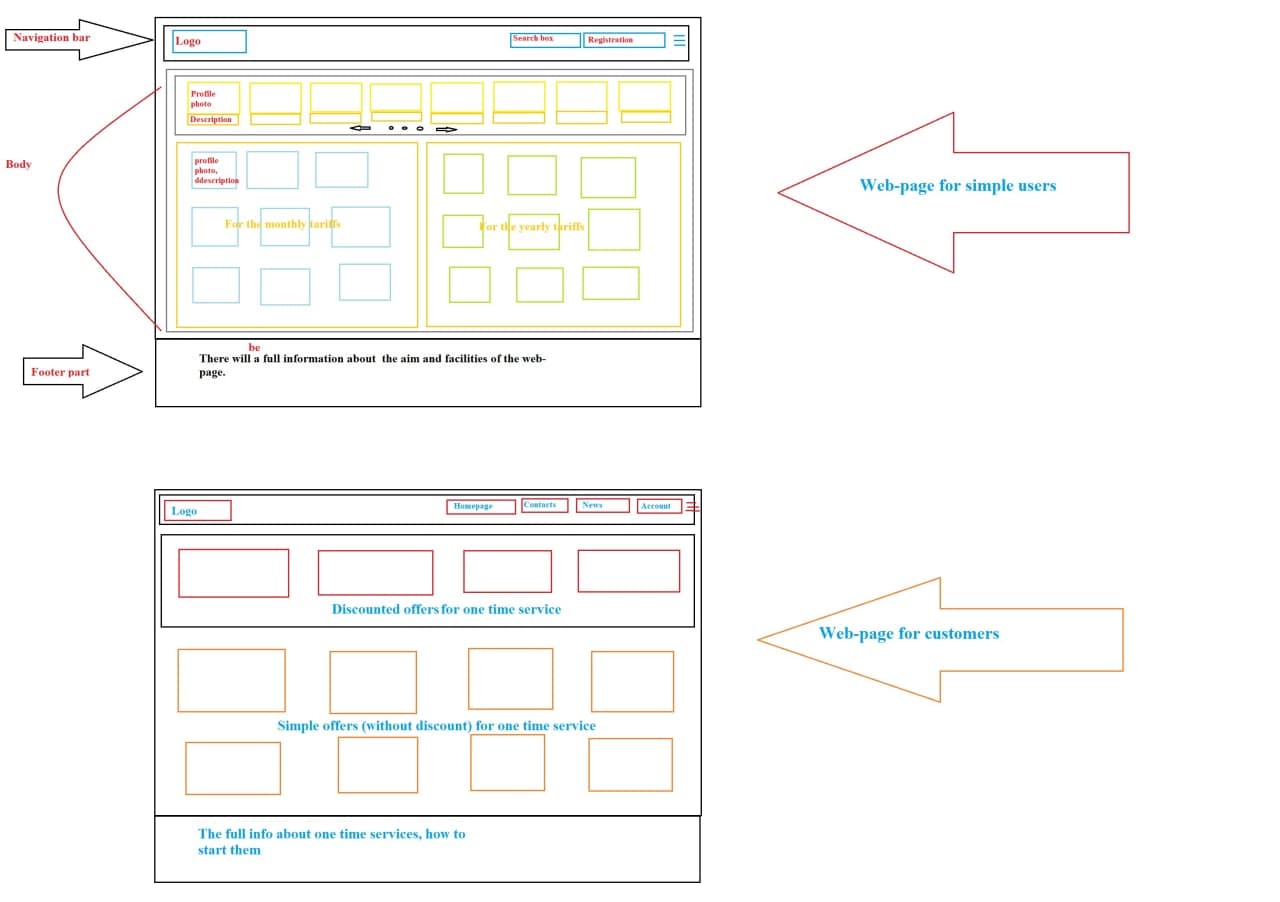 Navigation bar
Logo
Search box
Registration
Profile
photo
Description
Body
profile
photo,
ddescription
For the monthly tariffs
For the yearly tariffs
Web-page for simple users
be
There will a full information about the aim and facilities of the web-
page.
Footer part
Logo
Homepage
Contacts
News
Account
Discounted offers for one time service
Web-page for customers
Simple offers (without discount) for one time service
The full info about one time services, how to
start them